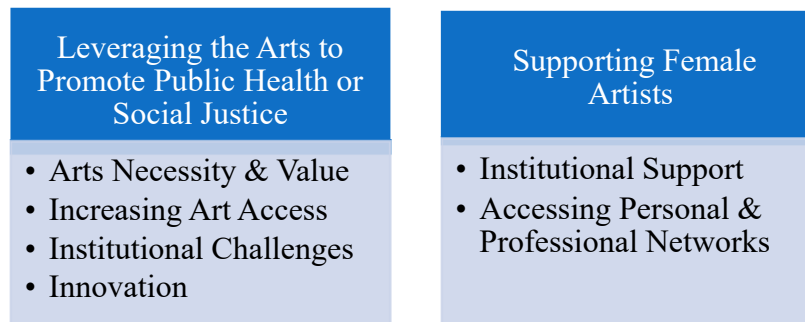 Leveraging the Arts to
Promote Public Health or
Social Justice
• Arts Necessity & Value
• Increasing Art Access
• Institutional Challenges
• Innovation
Supporting Female
Artists
• Institutional Support
• Accessing Personal &
Professional Networks